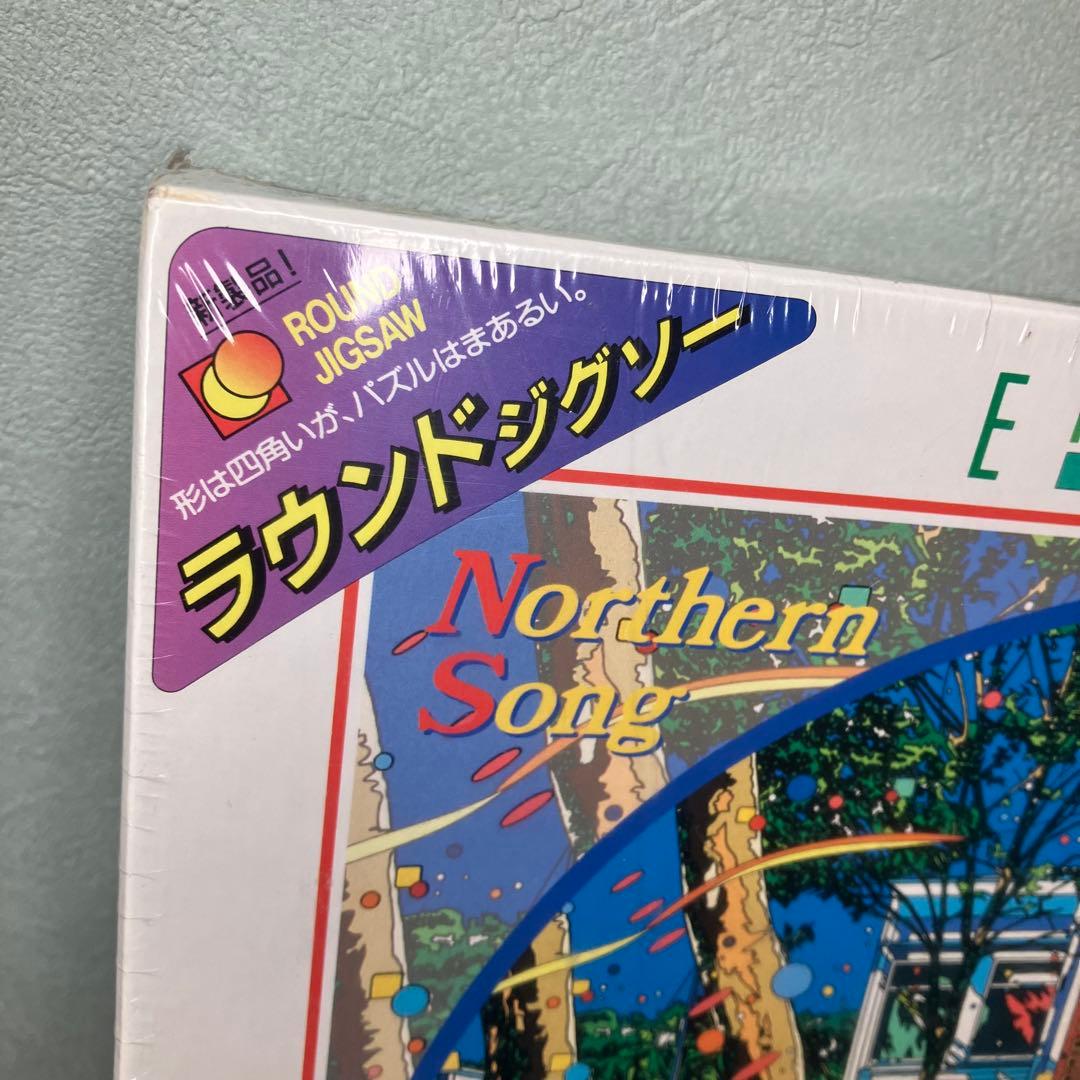 新製品!
ROUND
JIGSAW
形は四角いが、パズルはまあるい。
ラウンドジグソー
E
Northern
Song